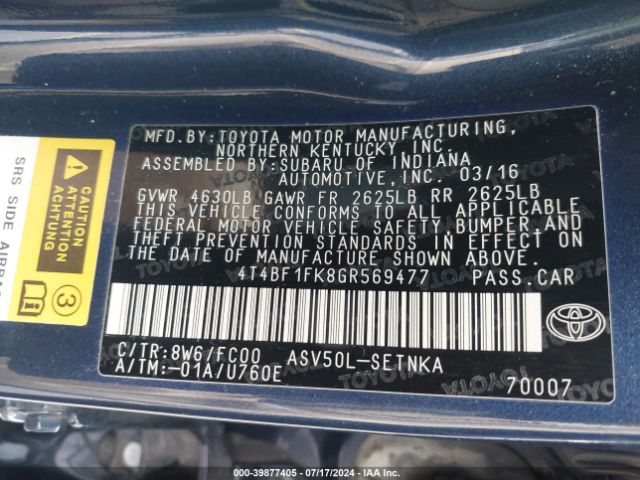 MFD.BY:TOYOTA MOTOR MANUFACTURING,
NORTHERN KENTUCKY, INC.
ASSEMBLED BY:SUBARU OF INDIANA
AUTOMOTIVE,INC. 03/16
GVWR 4630LB GAWR FR 2625LB RR 2625LB
THIS VEHICLE CONFORMS TO ALL APPLICABLE
FEDERAL MOTOR VEHICLE SAFETY, BUMPER,AND
THEFT PREVENTION STANDARDS IN EFFECT ON
THE DATE OF MANUFACTURE SHOWN ABOVE.
4T4BF1FK8GR569477 PASS.CAR
C/TR:8W6/FC00 ASV50L-SETNKA
A/TM:-01A/U760E
70007
TOYOTA
SRS SIDE AIRBAG
CAUTION
ATTENTION
ACHTUNG
3
000-39877405 - 07/17/2024 - IAA Inc.